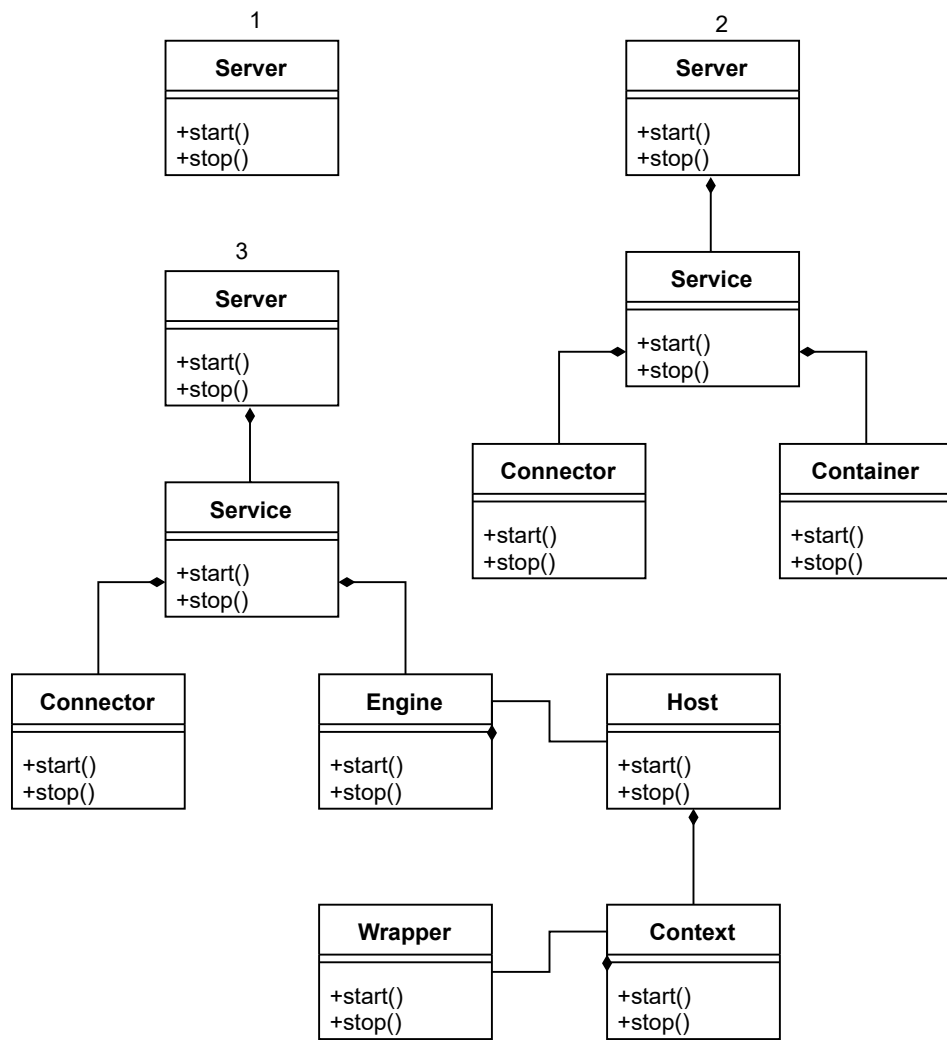 1
Server
+start()
+stop()
2
Server
+start()
+stop()
Service
+start()
+stop()
Connector
+start()
+stop()
Container
+start()
+stop()
3
Server
+start()
+stop()
Service
+start()
+stop()
Connector
+start()
+stop()
Engine
+start()
+stop()
Host
+start()
+stop()
Wrapper
+start()
+stop()
Context
+start()
+stop()